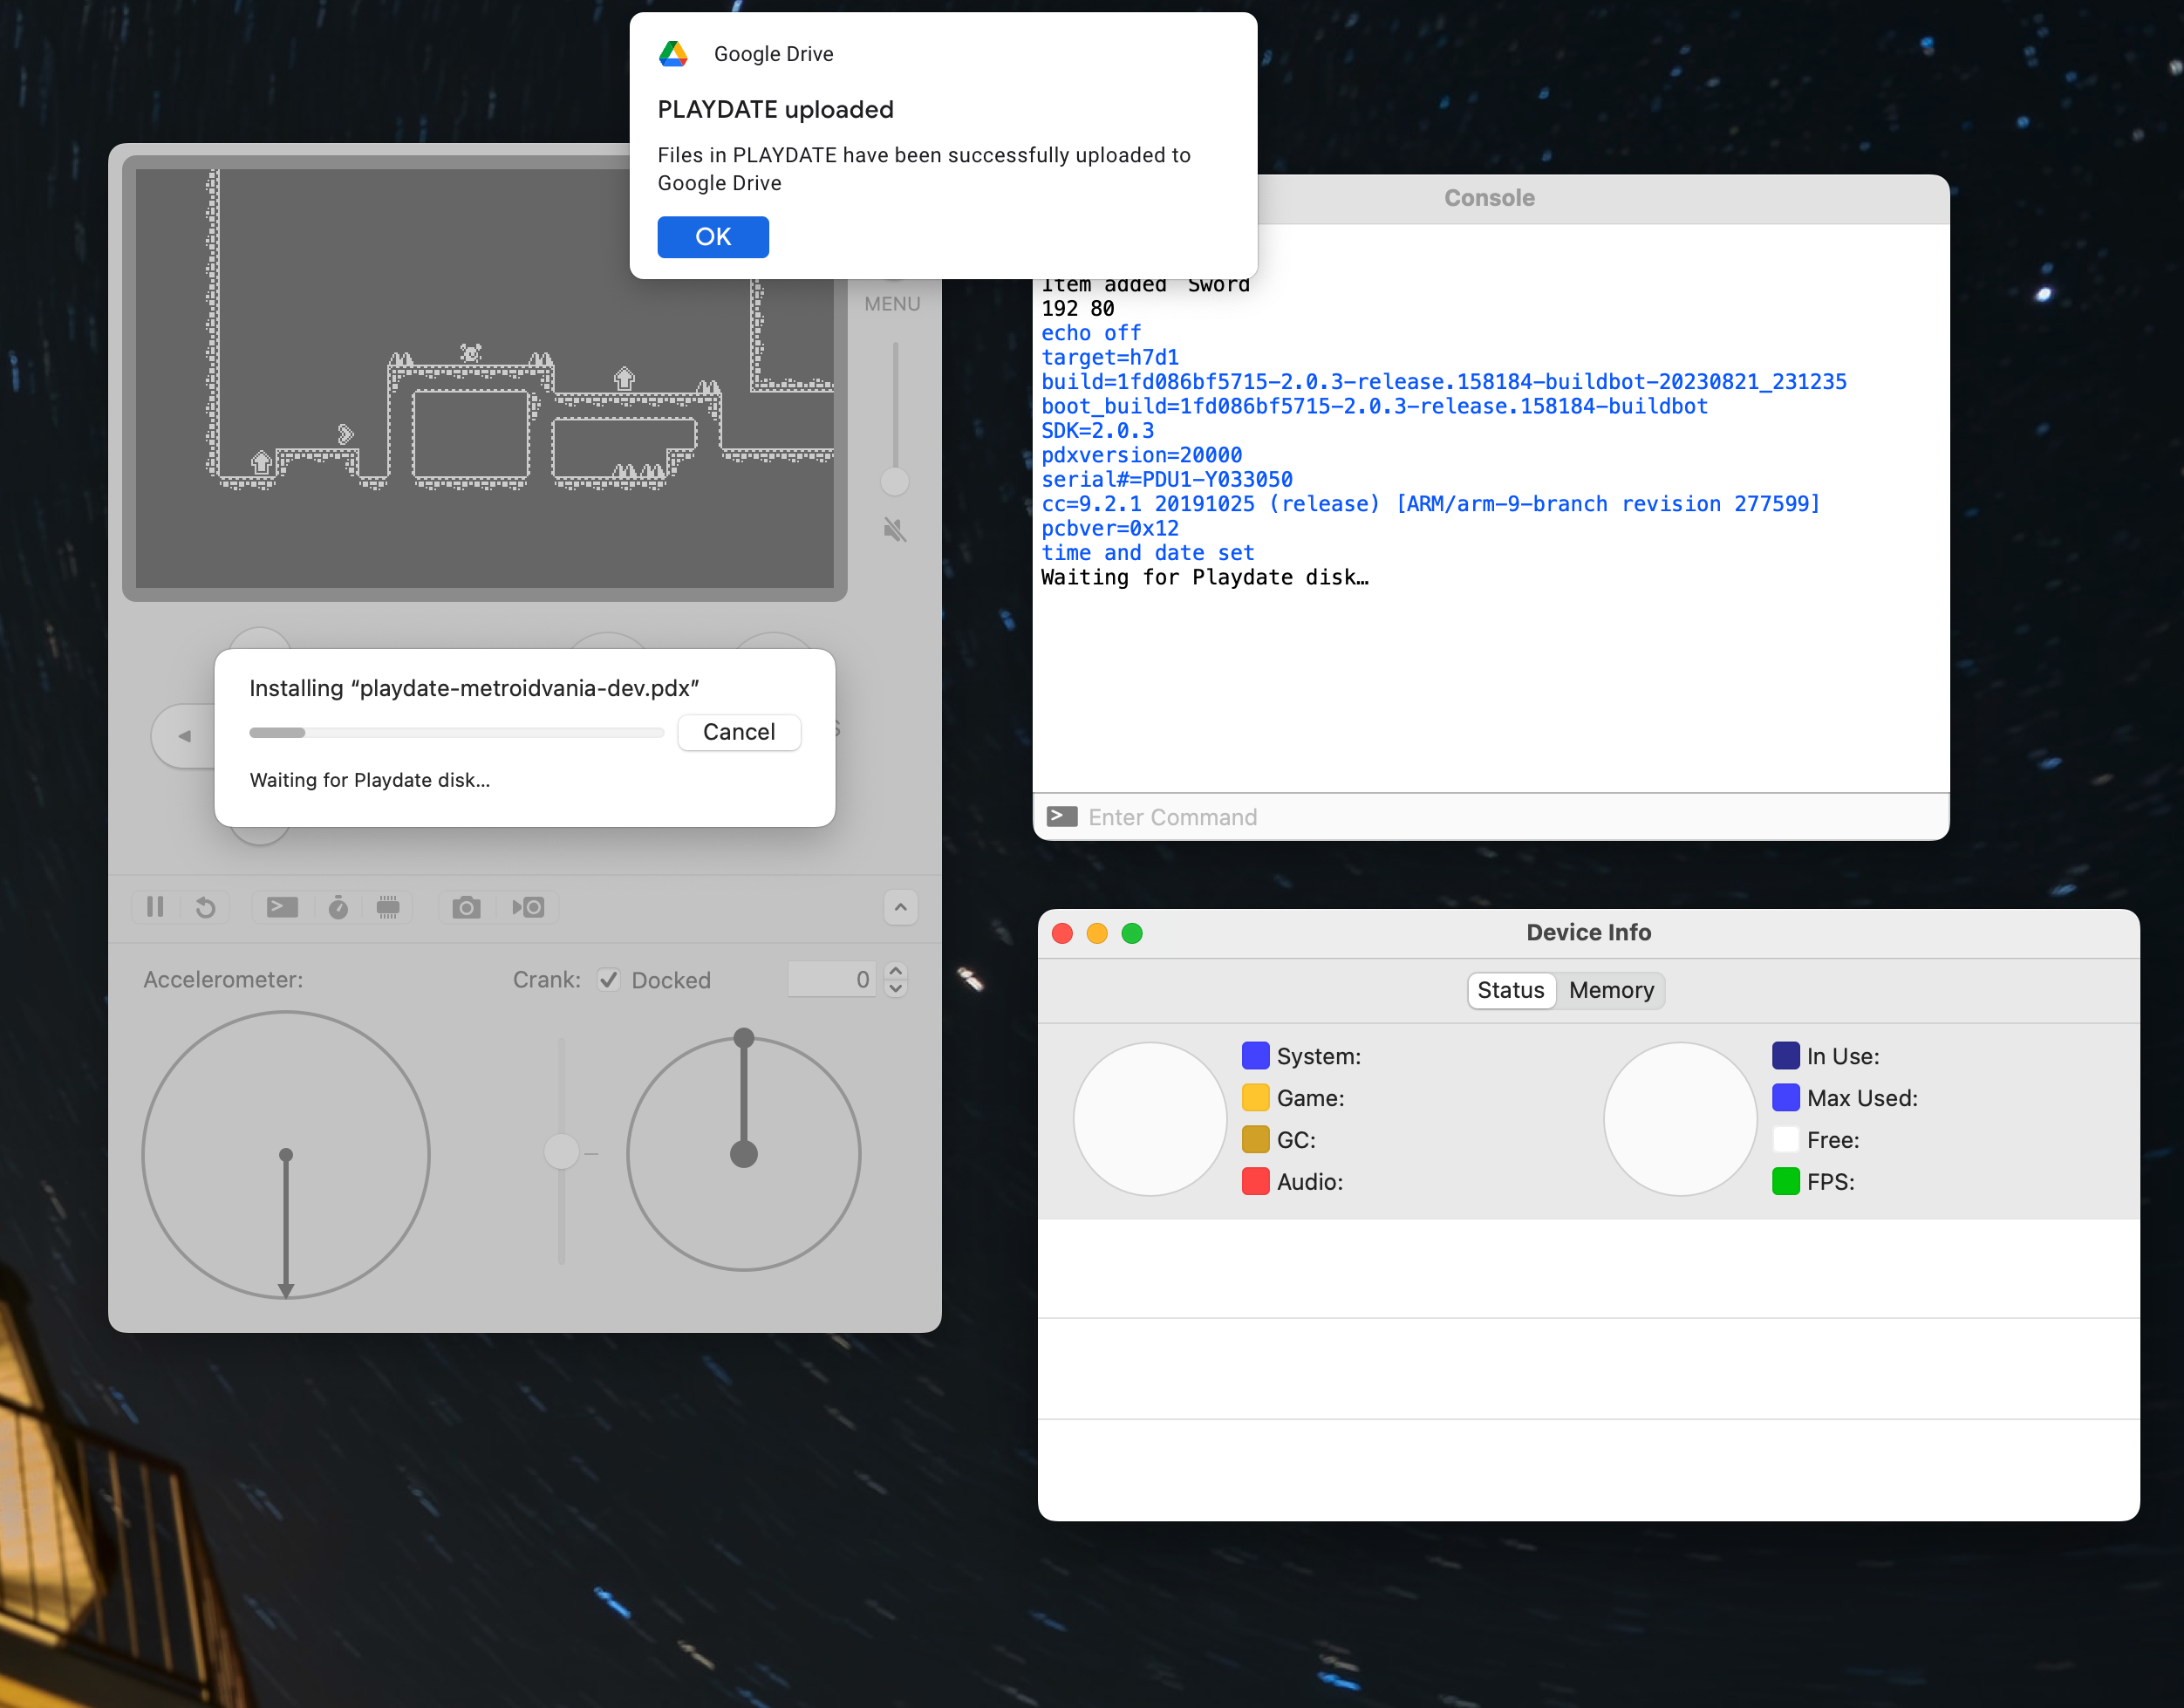 Google Drive
PLAYDATE uploaded
Files in PLAYDATE have been successfully uploaded to
Google Drive
OK
MENU
Installing “playdate-metroidvania-dev.pdx”
Cancel
Waiting for Playdate disk...
Accelerometer:
Crank:
Docked
0
Console
Item added Sword
192 80
echo off
target=h7d1
build=1fd086bf5715-2.0.3-release.158184-buildbot-20230821_231235
boot_build=1fd086bf5715-2.0.3-release.158184-buildbot
SDK=2.0.3
pdxversion=20000
serial#=PDU1-Y033050
cc=9.2.1 20191025 (release) [ARM/arm-9-branch revision 277599]
pcbver=0x12
time and date set
Waiting for Playdate disk…
Enter Command
Device Info
Status Memory
System:
Game:
GC:
Audio:
In Use:
Max Used:
Free:
FPS: